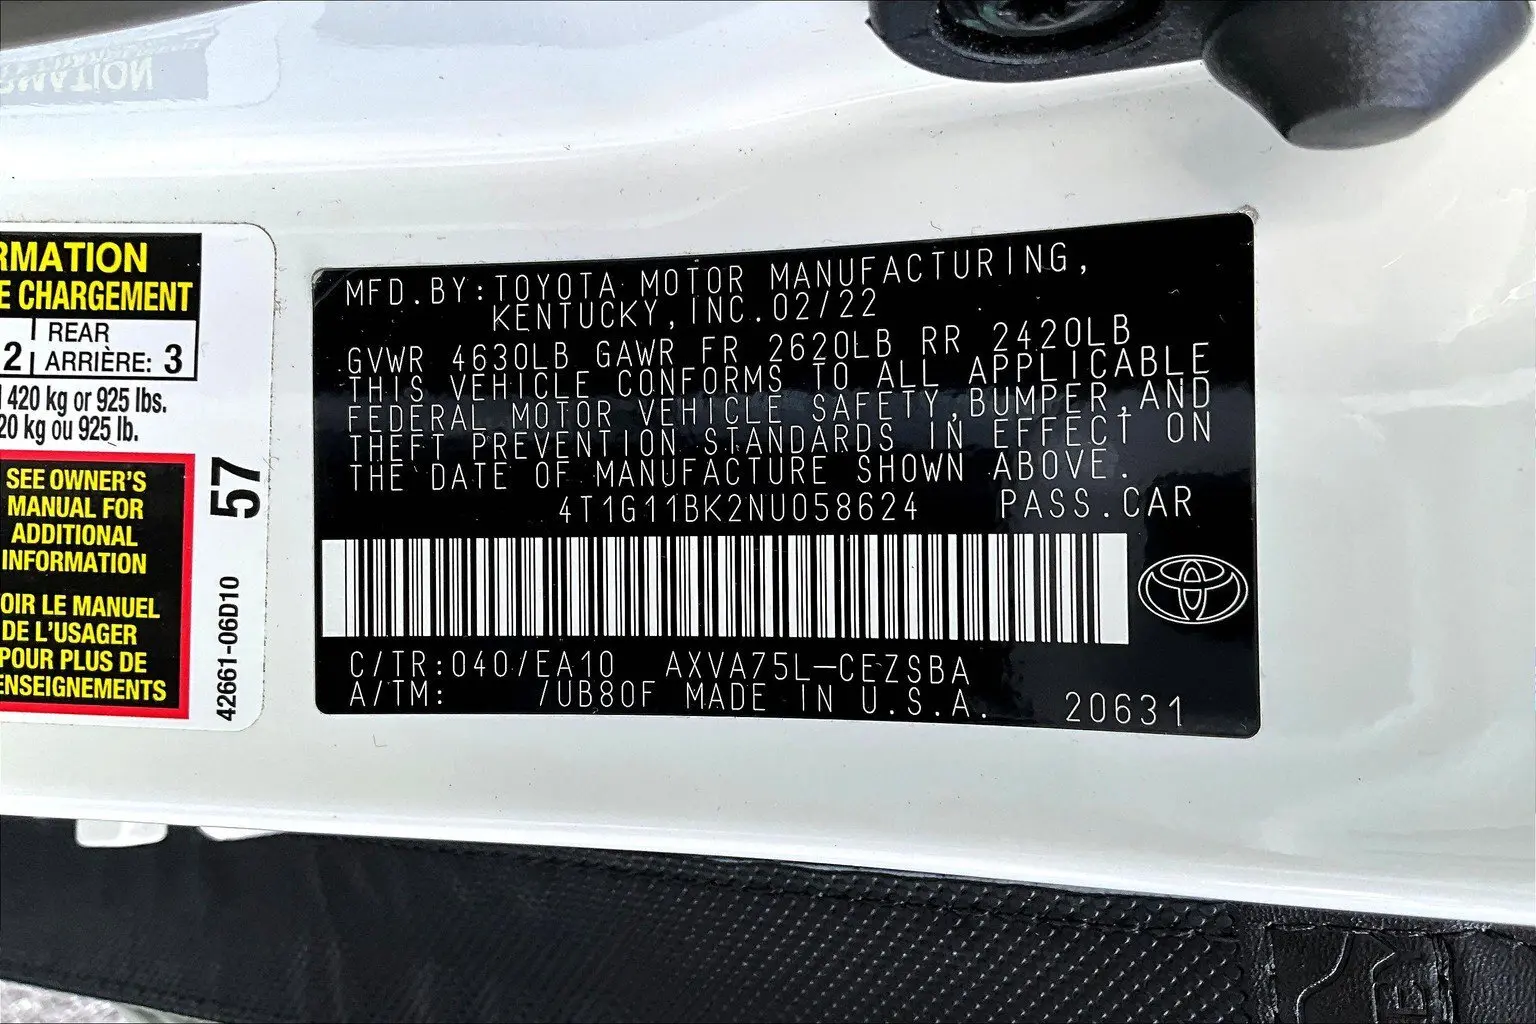 RMATION
RMATION
E CHARGEMENT
2 | REAR
ARRIÈRE: 3
420 kg or 925 lbs.
20 kg ou 925 lb.
SEE OWNER'S
MANUAL FOR
ADDITIONAL
INFORMATION
OIR LE MANUEL
DE L'USAGER
POUR PLUS DE
ENSEIGNEMENTS
57
42661-06D10
MFD.BY:TOYOTA MOTOR MANUFACTURING,
KENTUCKY,INC.02/22
GVWR 4630LB GAWR FR 2620LB RR 2420LB
THIS VEHICLE CONFORMS TO ALL APPLICABLE
FEDERAL MOTOR VEHICLE SAFETY,BUMPER,AND
THEFT PREVENTION STANDARDS IN EFFECT ON
THE DATE OF MANUFACTURE SHOWN ABOVE.
4T1G11BK2NU058624 PASS.CAR
C/TR:040/EA10 AXVA75L-CEZSBA
A/TM: /UB80F MADE IN U.S.A. 20631